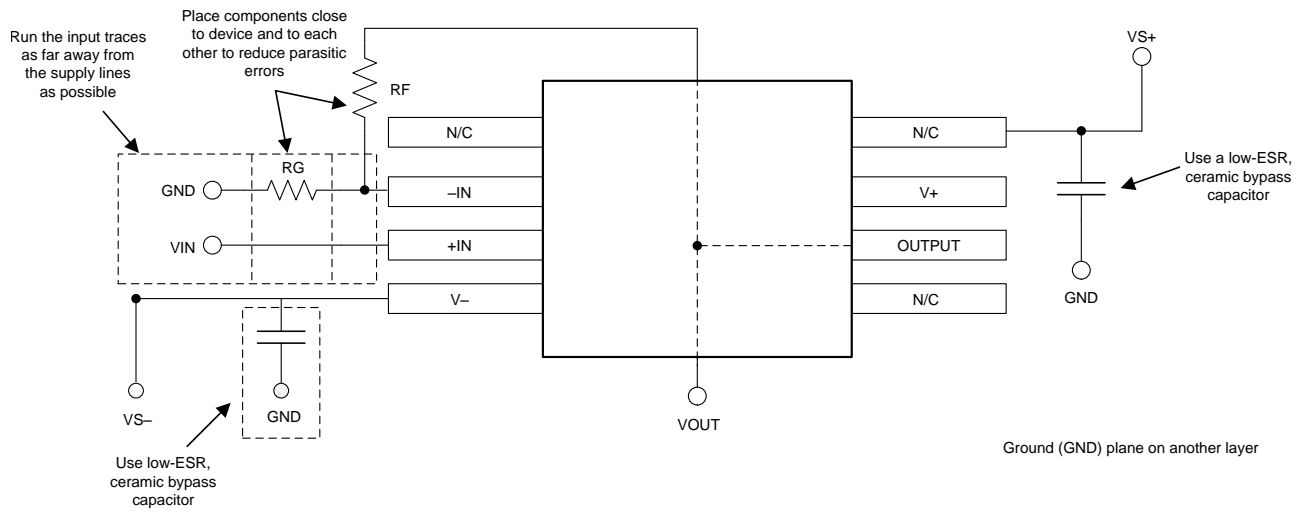 Place components close
to device and to each
other to reduce parasitic
errors
Run the input traces
as far away from
the supply lines
as possible
VS+
RF
N/C
N/C
Use a low-ESR,
ceramic bypass
capacitor
RG
GND
–IN
V+
VIN
+IN
OUTPUT
V–
N/C
GND
VS–
GND
VOUT
Use low-ESR,
ceramic bypass
capacitor
Ground (GND) plane on another layer